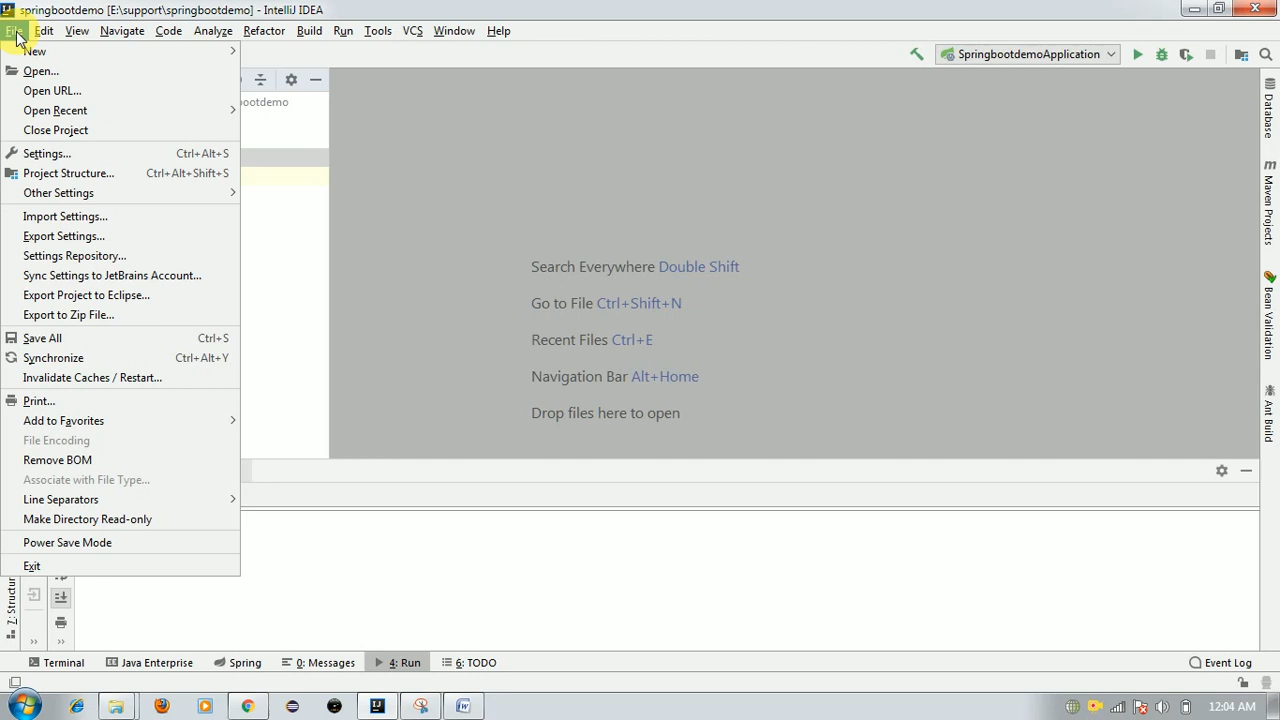 springbootdemo [E:\support\springbootdemo] - IntelliJ IDEA
File Edit View Navigate Code Analyze Refactor Build Run Tools VCS Window Help
SpringbootdemoApplication
New
Open...
Open URL...
Open Recent
Close Project
Settings... Ctrl+Alt+S
Project Structure... Ctrl+Alt+Shift+S
Other Settings
Import Settings...
Export Settings...
Settings Repository...
Sync Settings to JetBrains Account...
Export Project to Eclipse...
Export to Zip File...
Save All Ctrl+S
Synchronize Ctrl+Alt+Y
Invalidate Caches / Restart...
Print...
Add to Favorites
File Encoding
Remove BOM
Associate with File Type...
Line Separators
Make Directory Read-only
Power Save Mode
Exit
bootdemo
Search Everywhere Double Shift
Go to File Ctrl+Shift+N
Recent Files Ctrl+E
Navigation Bar Alt+Home
Drop files here to open
Database
Maven Projects
Bean Validation
Ant Build
Z: Structure
Terminal Java Enterprise Spring 0: Messages 4: Run 6: TODO Event Log
12:04 AM